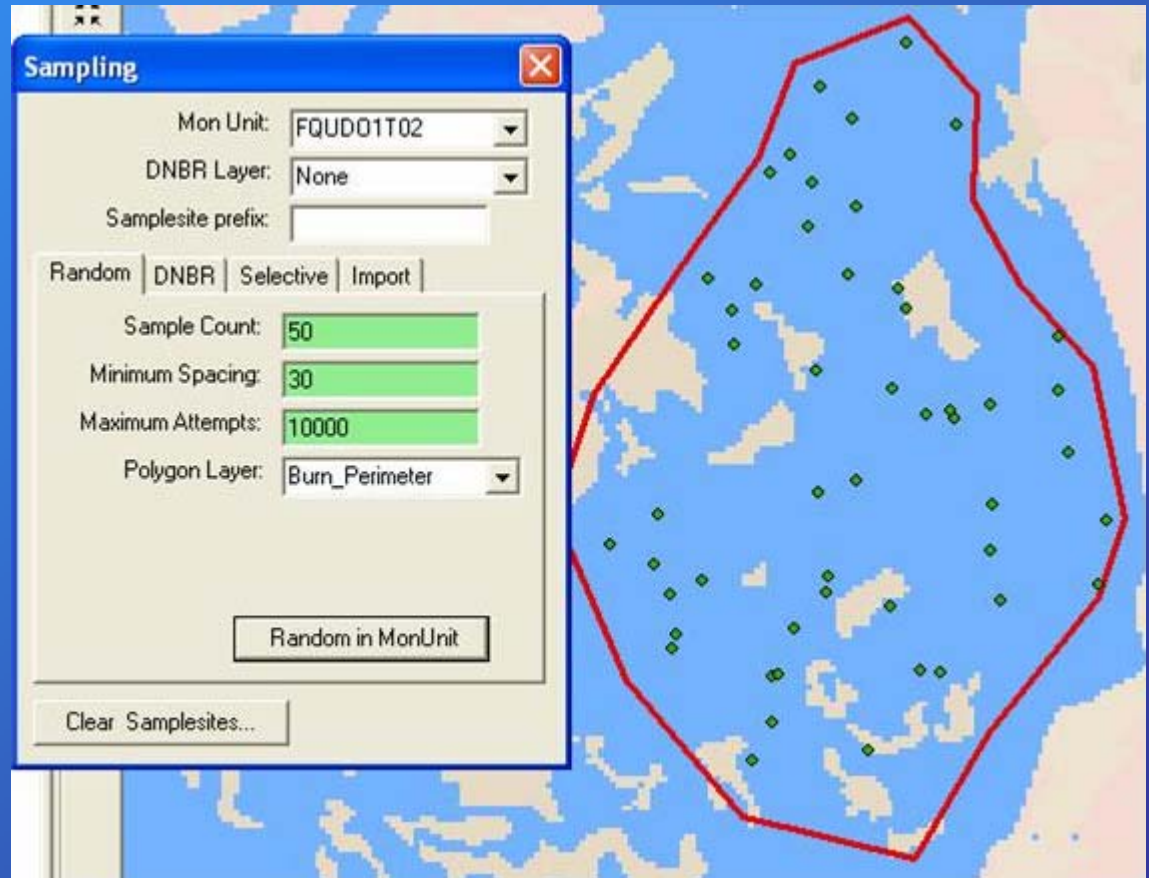 Sampling
Mon Unit: FQUDO1T02
DNBR Layer: None
Samplesite prefix:
Random DNBR Selective Import
Sample Count: 50
Minimum Spacing: 30
Maximum Attempts: 10000
Polygon Layer: Burn_Perimeter
Random in MonUnit
Clear Samplesites...